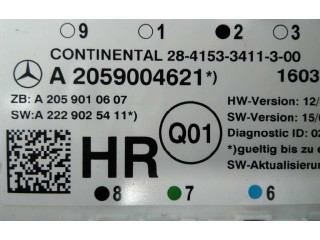 9 1 2 3
CONTINENTAL 28-4153-3411-3-00
A 2059004621*) 1603
ZB: A 205 901 06 07 HW-Version: 12/
SW:A 222 902 54 11*) SW-Version: 15/0
Q01 Diagnostic ID: 02
HR *)gueltig bis zu e
SW-Aktualisierun
8 7 6